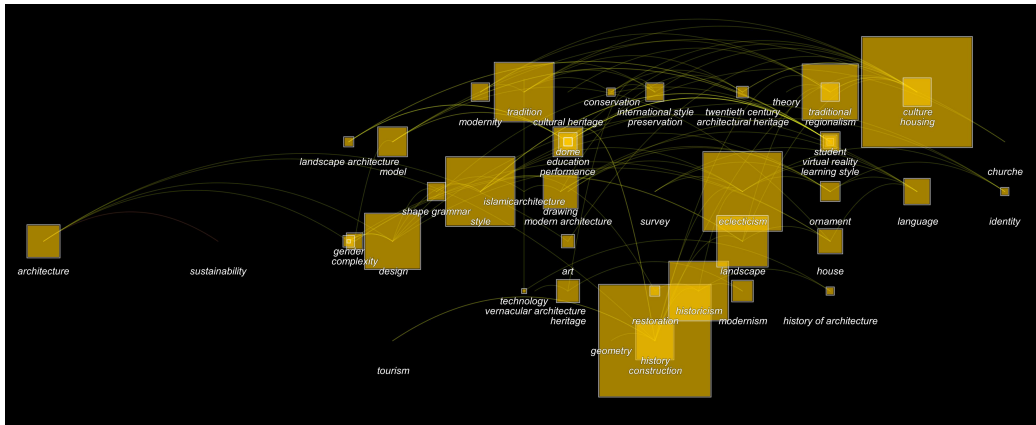 tradition
conservation
theory
modernity
cultural heritage
international style
preservation
twentieth century
architectural heritage
traditional
regionalism
culture
housing
landscape architecture
model
dome
education
performance
student
virtual reality
learning style
churche
shape grammar
islamicarchitecture
style
drawing
modern architecture
survey
eclecticism
ornament
language
identity
architecture
sustainability
gender
complexity
design
art
landscape
house
technology
vernacular architecture
heritage
restoration
historicism
modernism
history of architecture
geometry
history
construction
tourism